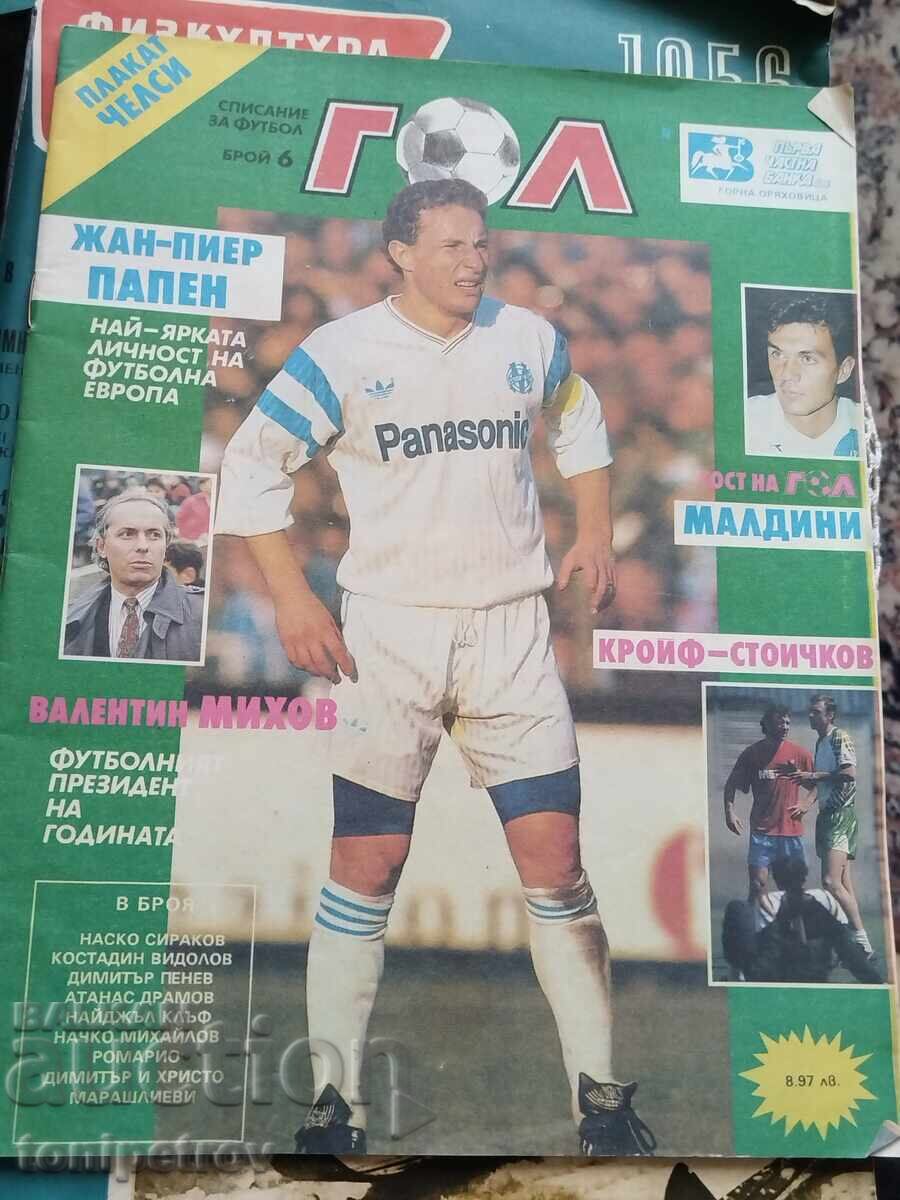 ФИЗКУЛТУРА
1956
ПЛАКАТ
ЧЕЛСИ
СПИСАНИЕ
ЗА ФУТБОЛ
БРОЙ 6
ГОЛ
ПЪРВА
ЧАСТНА
БАНКА
ГОРНА ОРЯХОВИЦА
ЖАН-ПИЕР
ПАПЕН
НАЙ-ЯРКАТА
ЛИЧНОСТ НА
ФУТБОЛНА
ЕВРОПА
Panasonic
ГОСТ НА ГОЛ
МАЛДИНИ
КРОЙФ-СТОИЧКОВ
ВАЛЕНТИН МИХОВ
ФУТБОЛНИЯТ
ПРЕЗИДЕНТ
НА
ГОДИНАТА
В БРОЯ
НАСКО СИРАКОВ
КОСТАДИН ВИДОЛОВ
ДИМИТЪР ПЕНЕВ
АТАНАС ДРАМОВ
НАЙДЖЪЛ КЛЪФ
НАЧКО МИХАЙЛОВ
РОМАРИО
ДИМИТЪР И ХРИСТО
МАРАШЛИЕВИ
8.97 лв.
BALKAN
auction
tonipetrov